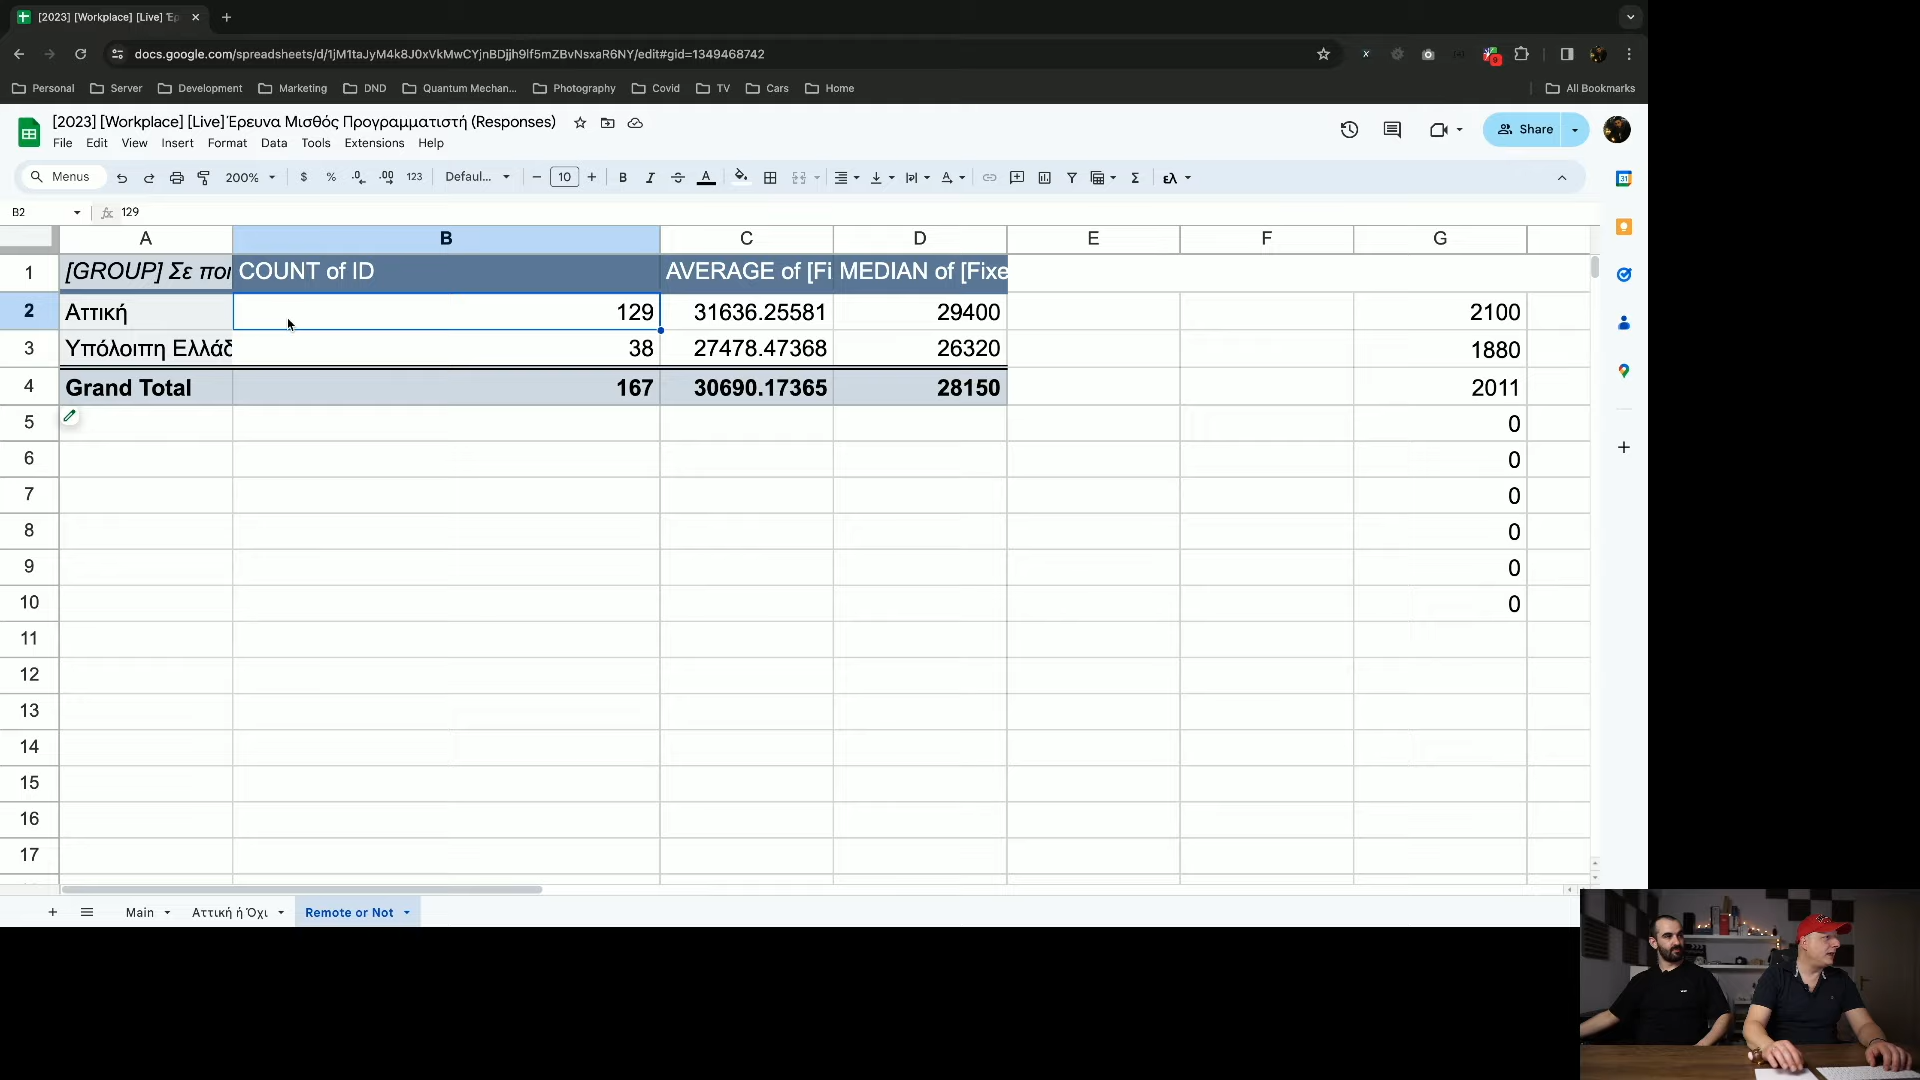 [2023] [Workplace] [Live] Έρ
docs.google.com/spreadsheets/d/1jM1taJyM4k8J0xVkMwCYjnBDjjh9lf5mZBvNsxaR6NY/edit#gid=1349468742
9
Personal Server Development Marketing DND Quantum Mechan... Photography Covid TV Cars Home All Bookmarks
[2023] [Workplace] [Live] Έρευνα Μισθός Προγραμματιστή (Responses)
Share
File Edit View Insert Format Data Tools Extensions Help
Menus 200% $ % .0 .00 123 Defaul... − 10 + B I A Σ ελ
31
B2 fx 129
A B C D E F G
1 [GROUP] Σε ποι COUNT of ID AVERAGE of [Fi MEDIAN of [Fixe
2 Αττική 129 31636.25581 29400 2100
3 Υπόλοιπη Ελλάδ 38 27478.47368 26320 1880
4 Grand Total 167 30690.17365 28150 2011
5 0
6 0
7 0
8 0
9 0
10 0
11
12
13
14
15
16
17
Main Αττική ή Όχι Remote or Not